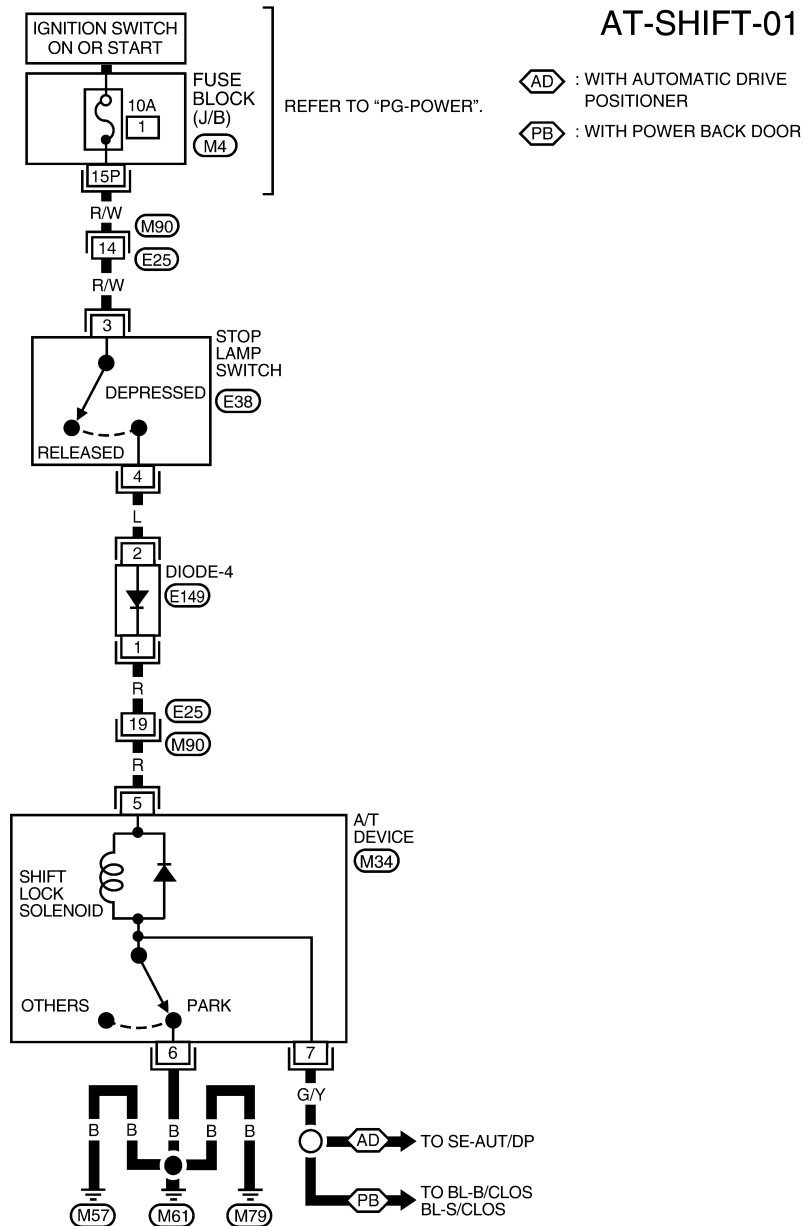 AT-SHIFT-01
IGNITION SWITCH
ON OR START
FUSE
BLOCK
(J/B)
M4
10A
1
15P
REFER TO “PG-POWER”.
AD : WITH AUTOMATIC DRIVE
POSITIONER
PB : WITH POWER BACK DOOR
R/W
M90
14
E25
R/W
3
STOP
LAMP
SWITCH
E38
DEPRESSED
RELEASED
4
L
2
DIODE-4
E149
1
R
E25
19
M90
R
5
A/T
DEVICE
M34
SHIFT
LOCK
SOLENOID
OTHERS
PARK
6
7
G/Y
B
B
B
B
B
AD
TO SE-AUT/DP
PB
TO BL-B/CLOS
BL-S/CLOS
M57
M61
M79